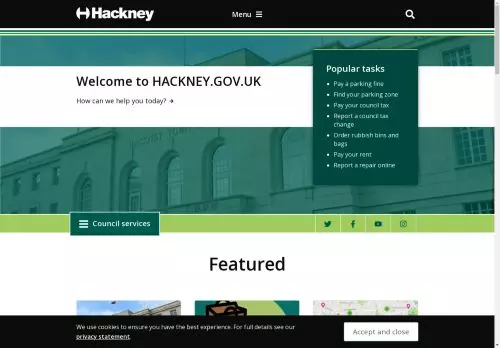 Hackney
Menu
Welcome to HACKNEY.GOV.UK
How can we help you today?
Popular tasks
Pay a parking fine
Find your parking zone
Pay your council tax
Report a council tax
change
Order rubbish bins and
bags
Pay your rent
Report a repair online
Council services
Featured
We use cookies to ensure you have the best experience. For full details see our
privacy statement.
Accept and close